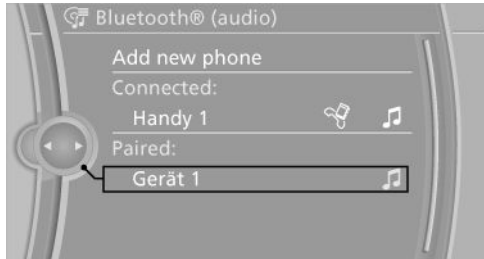 Bluetooth® (audio)
Add new phone
Connected:
Handy 1
Paired:
Gerät 1